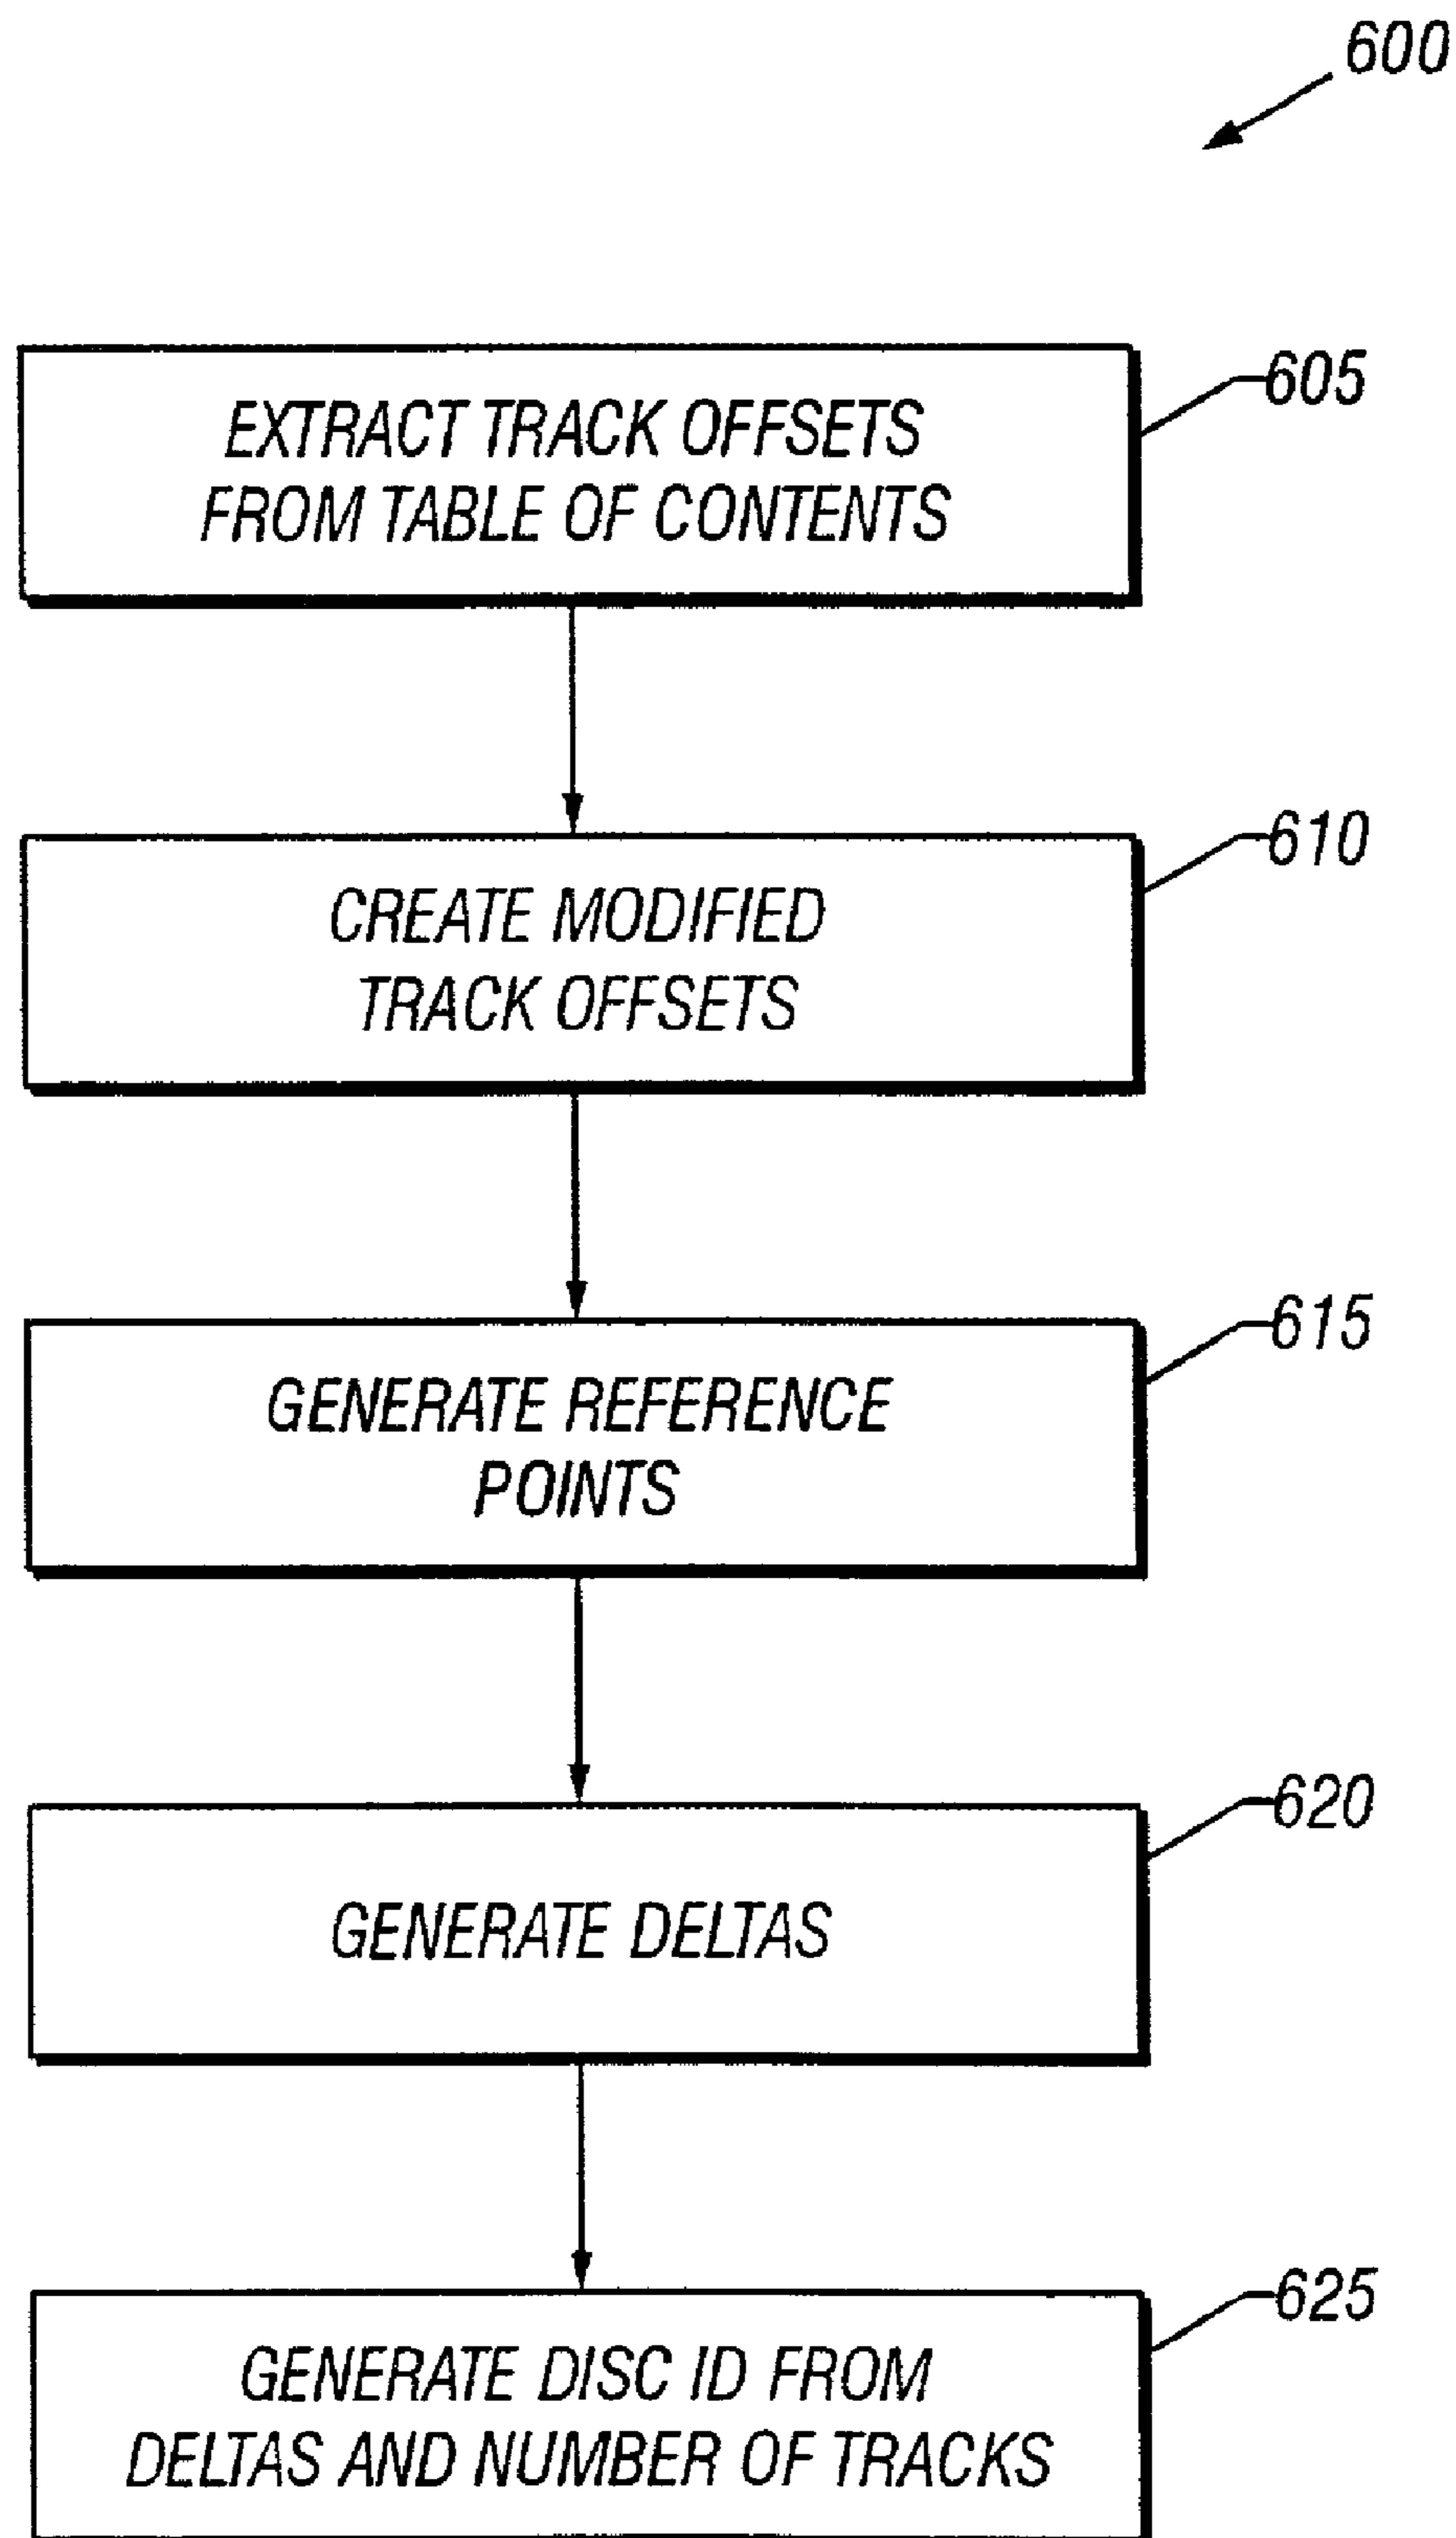 600
605
EXTRACT TRACK OFFSETS
FROM TABLE OF CONTENTS
610
CREATE MODIFIED
TRACK OFFSETS
615
GENERATE REFERENCE
POINTS
620
GENERATE DELTAS
625
GENERATE DISC ID FROM
DELTAS AND NUMBER OF TRACKS